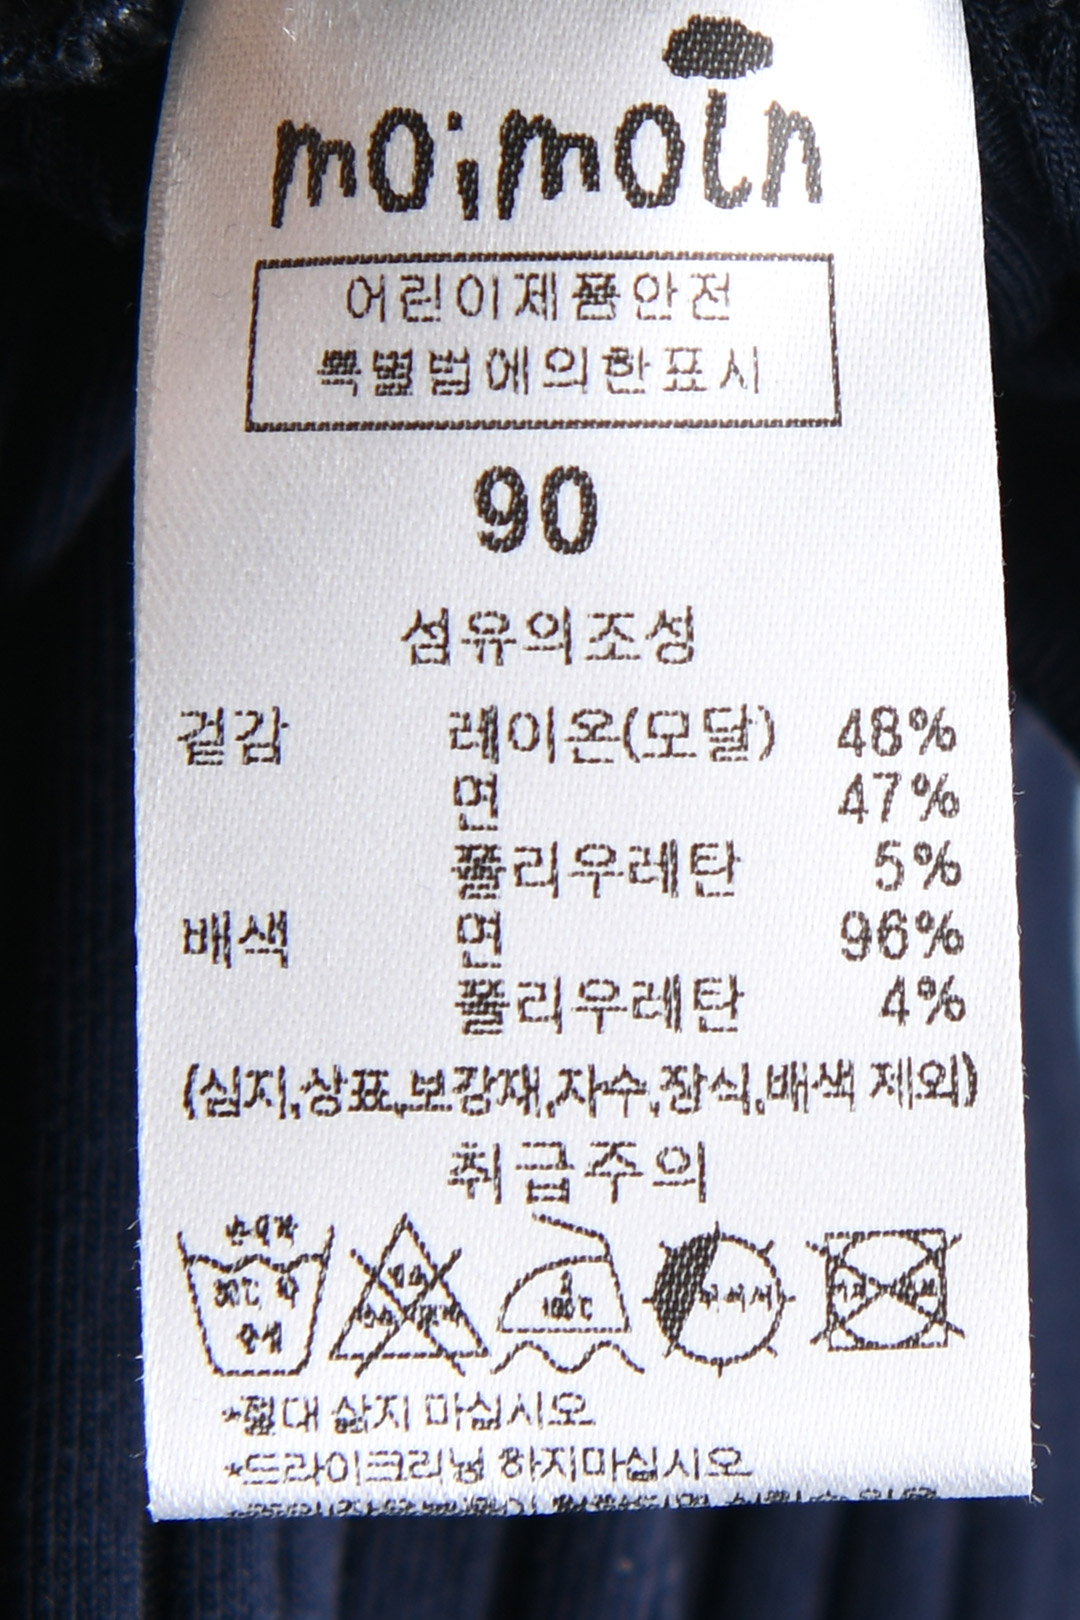 moimoln
어린이제품안전
특별법에의한표시
90
섬유의조성
겉감 레이온(모달) 48%
면 47%
폴리우레탄 5%
배색 면 96%
폴리우레탄 4%
(심지,상표,보강재,자수,장식,배색 제외)
취급주의
*절대 삶지 마십시오
*드라이크리닝 하지마십시오